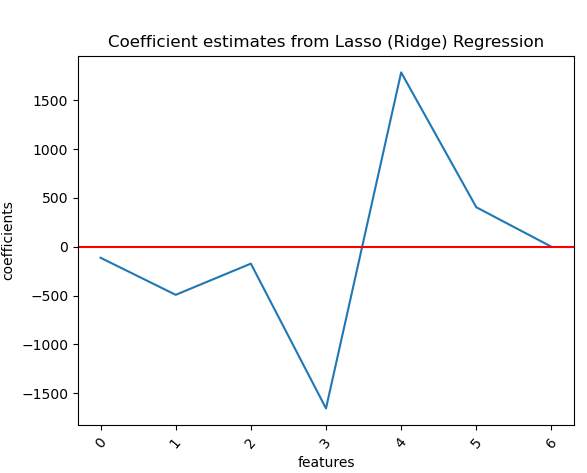 Coefficient estimates from Lasso (Ridge) Regression
1500
1000
500
0
−500
−1000
−1500
coefficients
0 1 2 3 4 5 6
features